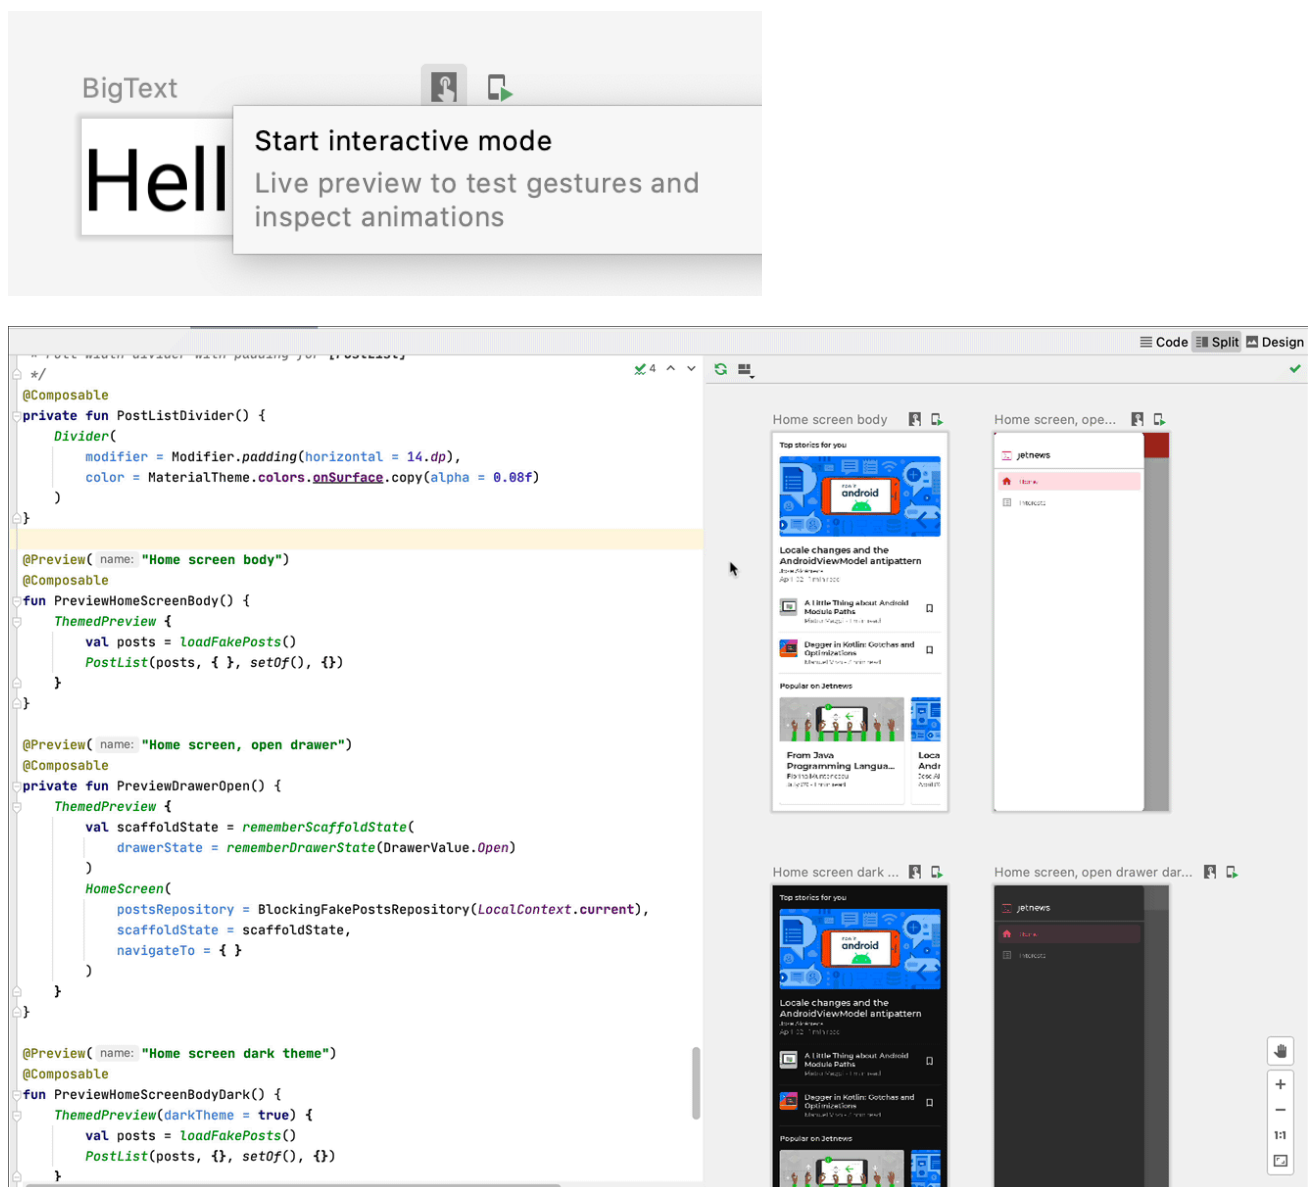 BigText
Hell
Start interactive mode
Live preview to test gestures and
inspect animations
Code Split Design
*/
4
@Composable
private fun PostListDivider() {
Divider(
modifier = Modifier.padding(horizontal = 14.dp),
color = MaterialTheme.colors.onSurface.copy(alpha = 0.08f)
)
}
@Preview( name: "Home screen body")
@Composable
fun PreviewHomeScreenBody() {
ThemedPreview {
val posts = loadFakePosts()
PostList(posts, { }, setOf(), {})
}
}
@Preview( name: "Home screen, open drawer")
@Composable
private fun PreviewDrawerOpen() {
ThemedPreview {
val scaffoldState = rememberScaffoldState(
drawerState = rememberDrawerState(DrawerValue.Open)
)
HomeScreen(
postsRepository = BlockingFakePostsRepository(LocalContext.current),
scaffoldState = scaffoldState,
navigateTo = { }
)
}
}
@Preview( name: "Home screen dark theme")
@Composable
fun PreviewHomeScreenBodyDark() {
ThemedPreview(darkTheme = true) {
val posts = loadFakePosts()
PostList(posts, {}, setOf(), {})
}
Home screen body
Top stories for you
android
Locale changes and the
AndroidViewModel antipattern
A Little Thing about Android
Module Paths
Dagger in Kotlin: Gotchas and
Optimizations
Popular on Jetnews
From Java
Programming Langua...
Loca
Andr
Home screen, ope...
jetnews
Home
Interests
Home screen dark ...
Top stories for you
android
Locale changes and the
AndroidViewModel antipattern
A Little Thing about Android
Module Paths
Dagger in Kotlin: Gotchas and
Optimizations
Popular on Jetnews
Home screen, open drawer dar...
jetnews
Home
Interests
1:1